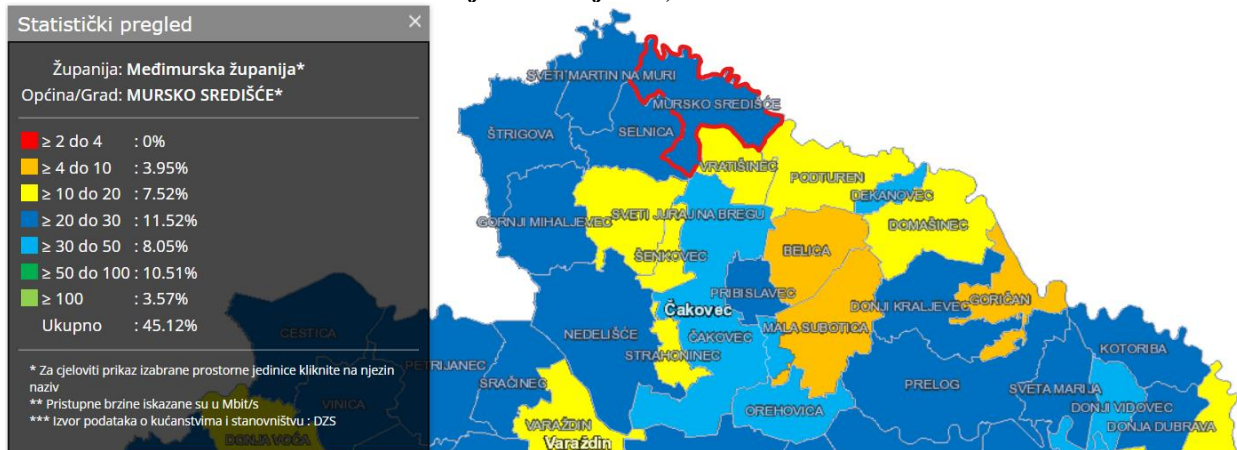 Statistički pregled ×
Županija: Međimurska županija*
Općina/Grad: MURSKO SREDIŠĆE*
≥ 2 do 4 : 0%
≥ 4 do 10 : 3.95%
≥ 10 do 20 : 7.52%
≥ 20 do 30 : 11.52%
≥ 30 do 50 : 8.05%
≥ 50 do 100 : 10.51%
≥ 100 : 3.57%
Ukupno : 45.12%
* Za cjeloviti prikaz izabrane prostorne jedinice kliknite na njezin
naziv
** Pristupne brzine iskazane su u Mbit/s
*** Izvor podataka o kućanstvima i stanovništvu : DZS
SVETI MARTIN NA MURI
MURSKO SREDIŠĆE
ŠTRIGOVA
SELNICA
VRATIŠINEC
PODTUREN
DEKANOVEC
GORNJI MIHALJEVEC
SVETI JURAJ NA BREGU
DOMAŠINEC
ŠENKOVEC
BELICA
PRIBISLAVEC
DONJI KRALJEVEC
GORIČAN
Čakovec
NEDELIŠĆE
ČAKOVEC
MALA SUBOTICA
CESTICA
STRAHONINEC
KOTORIBA
PETRIJANEC
SRAČINEC
PRELOG
SVETA MARIJA
VINICA
OREHOVICA
DONJI VIDOVEC
VARAŽDIN
DONJA DUBRAVA
DONJA VOĆA
Varaždin